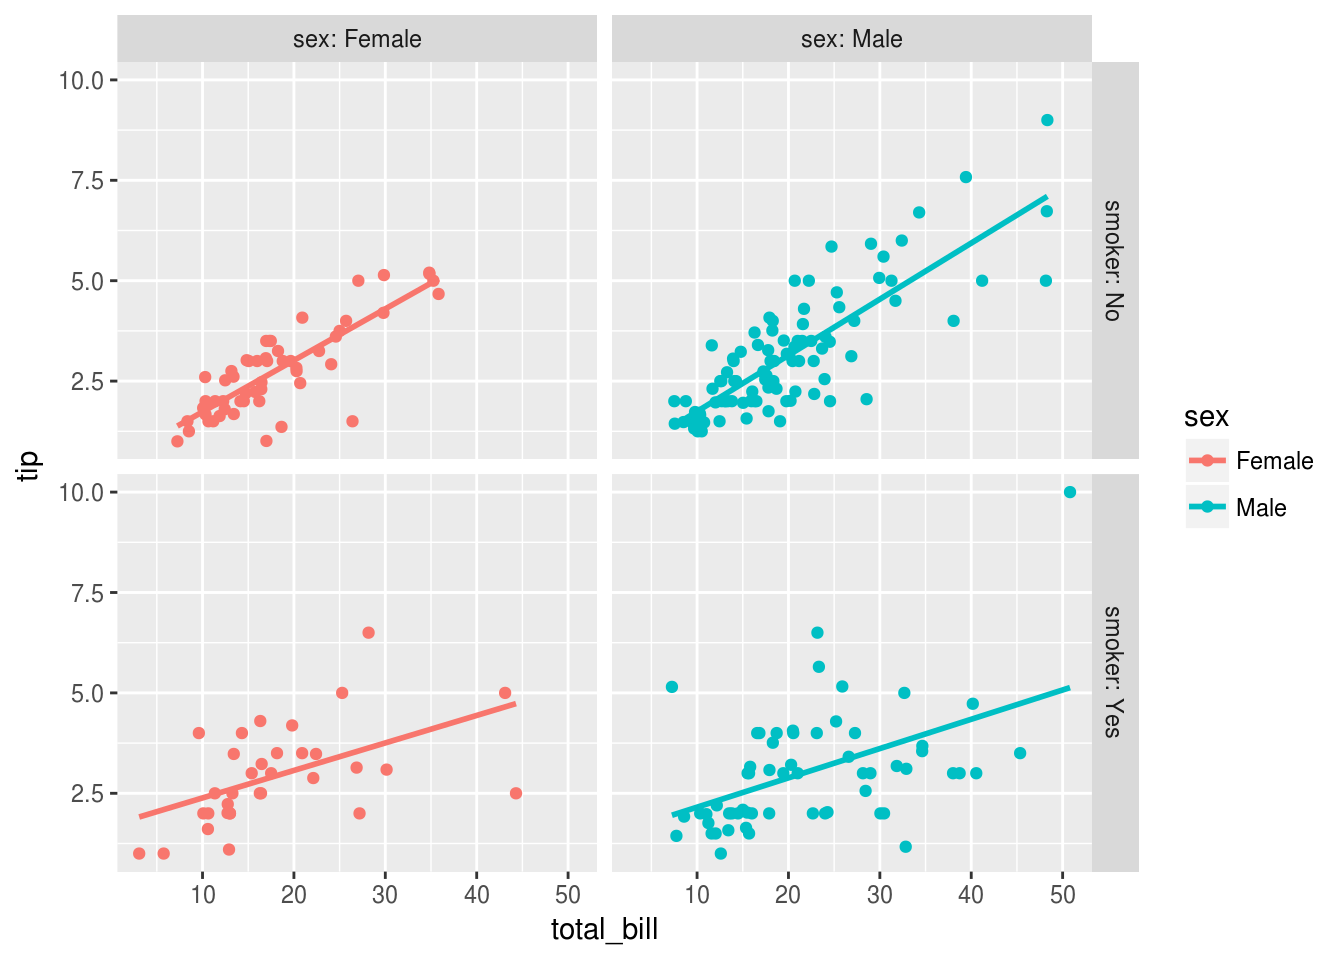 sex: Female
sex: Male
10.0
7.5
5.0
2.5
smoker: No
tip
10.0
7.5
5.0
2.5
smoker: Yes
10 20 30 40 50
10 20 30 40 50
total_bill
sex
Female
Male